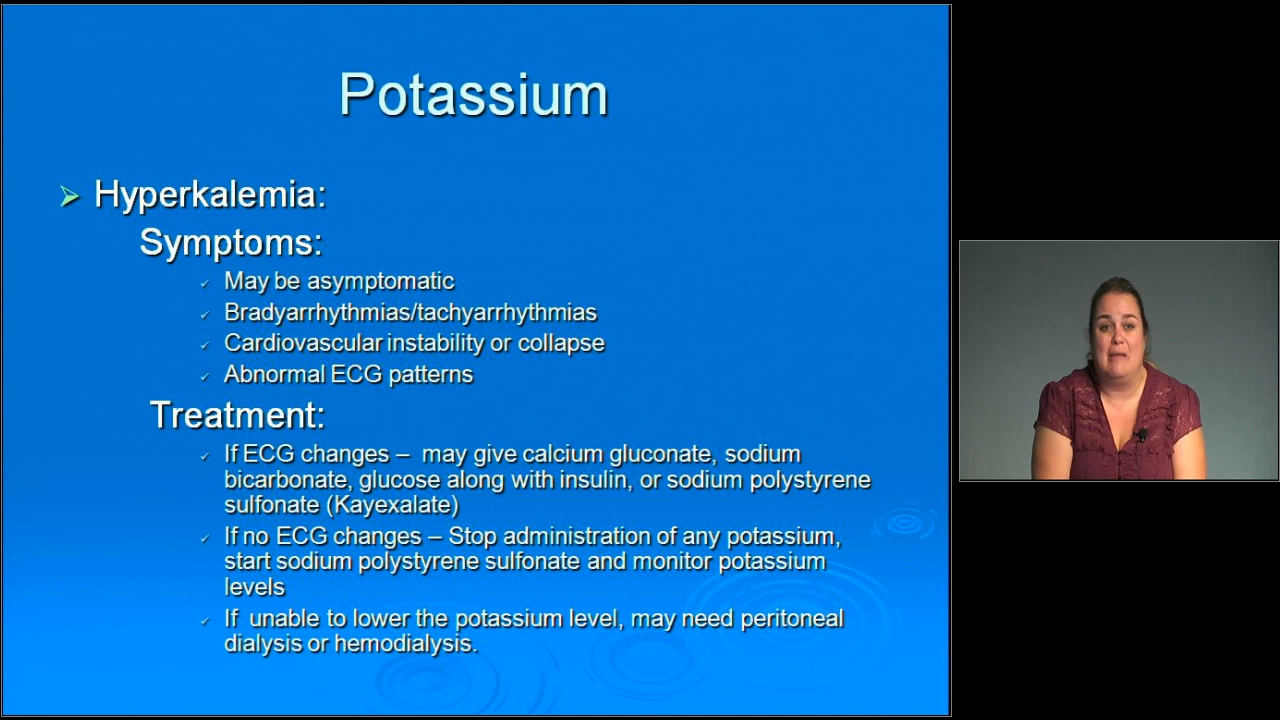 Potassium
Hyperkalemia:
Symptoms:
May be asymptomatic
Bradyarrhythmias/tachyarrhythmias
Cardiovascular instability or collapse
Abnormal ECG patterns
Treatment:
If ECG changes – may give calcium gluconate, sodium
bicarbonate, glucose along with insulin, or sodium polystyrene
sulfonate (Kayexalate)
If no ECG changes – Stop administration of any potassium,
start sodium polystyrene sulfonate and monitor potassium
levels
If unable to lower the potassium level, may need peritoneal
dialysis or hemodialysis.